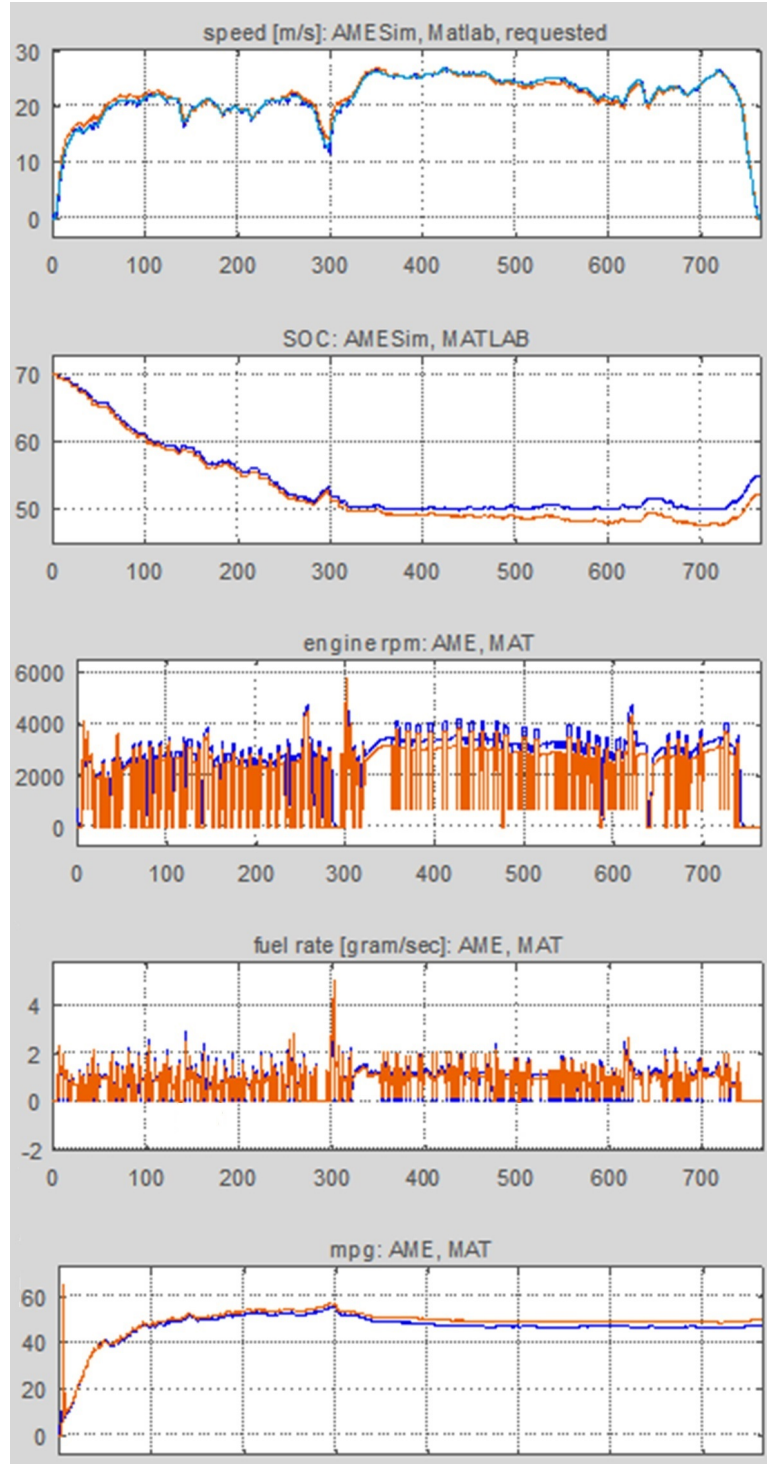 speed [m/s]: AMESim, Matlab, requested
30
20
10
0
0 100 200 300 400 500 600 700
SOC: AMESim, MATLAB
70
60
50
0 100 200 300 400 500 600 700
engine rpm: AME, MAT
6000
4000
2000
0
0 100 200 300 400 500 600 700
fuel rate [gram/sec]: AME, MAT
4
2
0
-2
0 100 200 300 400 500 600 700
mpg: AME, MAT
60
40
20
0